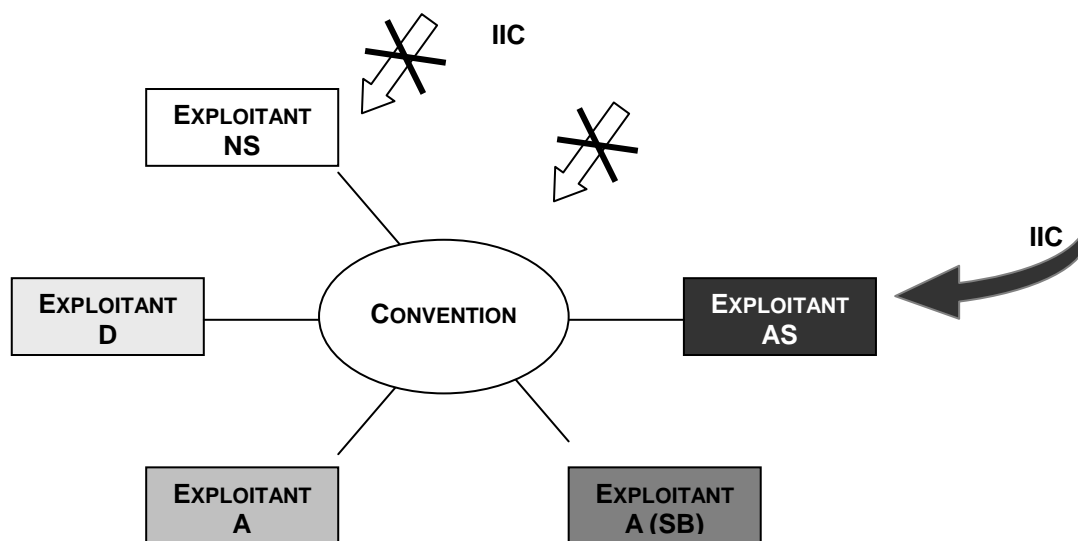 IIC
EXPLOITANT
NS
IIC
EXPLOITANT
D
CONVENTION
EXPLOITANT
AS
EXPLOITANT
A
EXPLOITANT
A (SB)